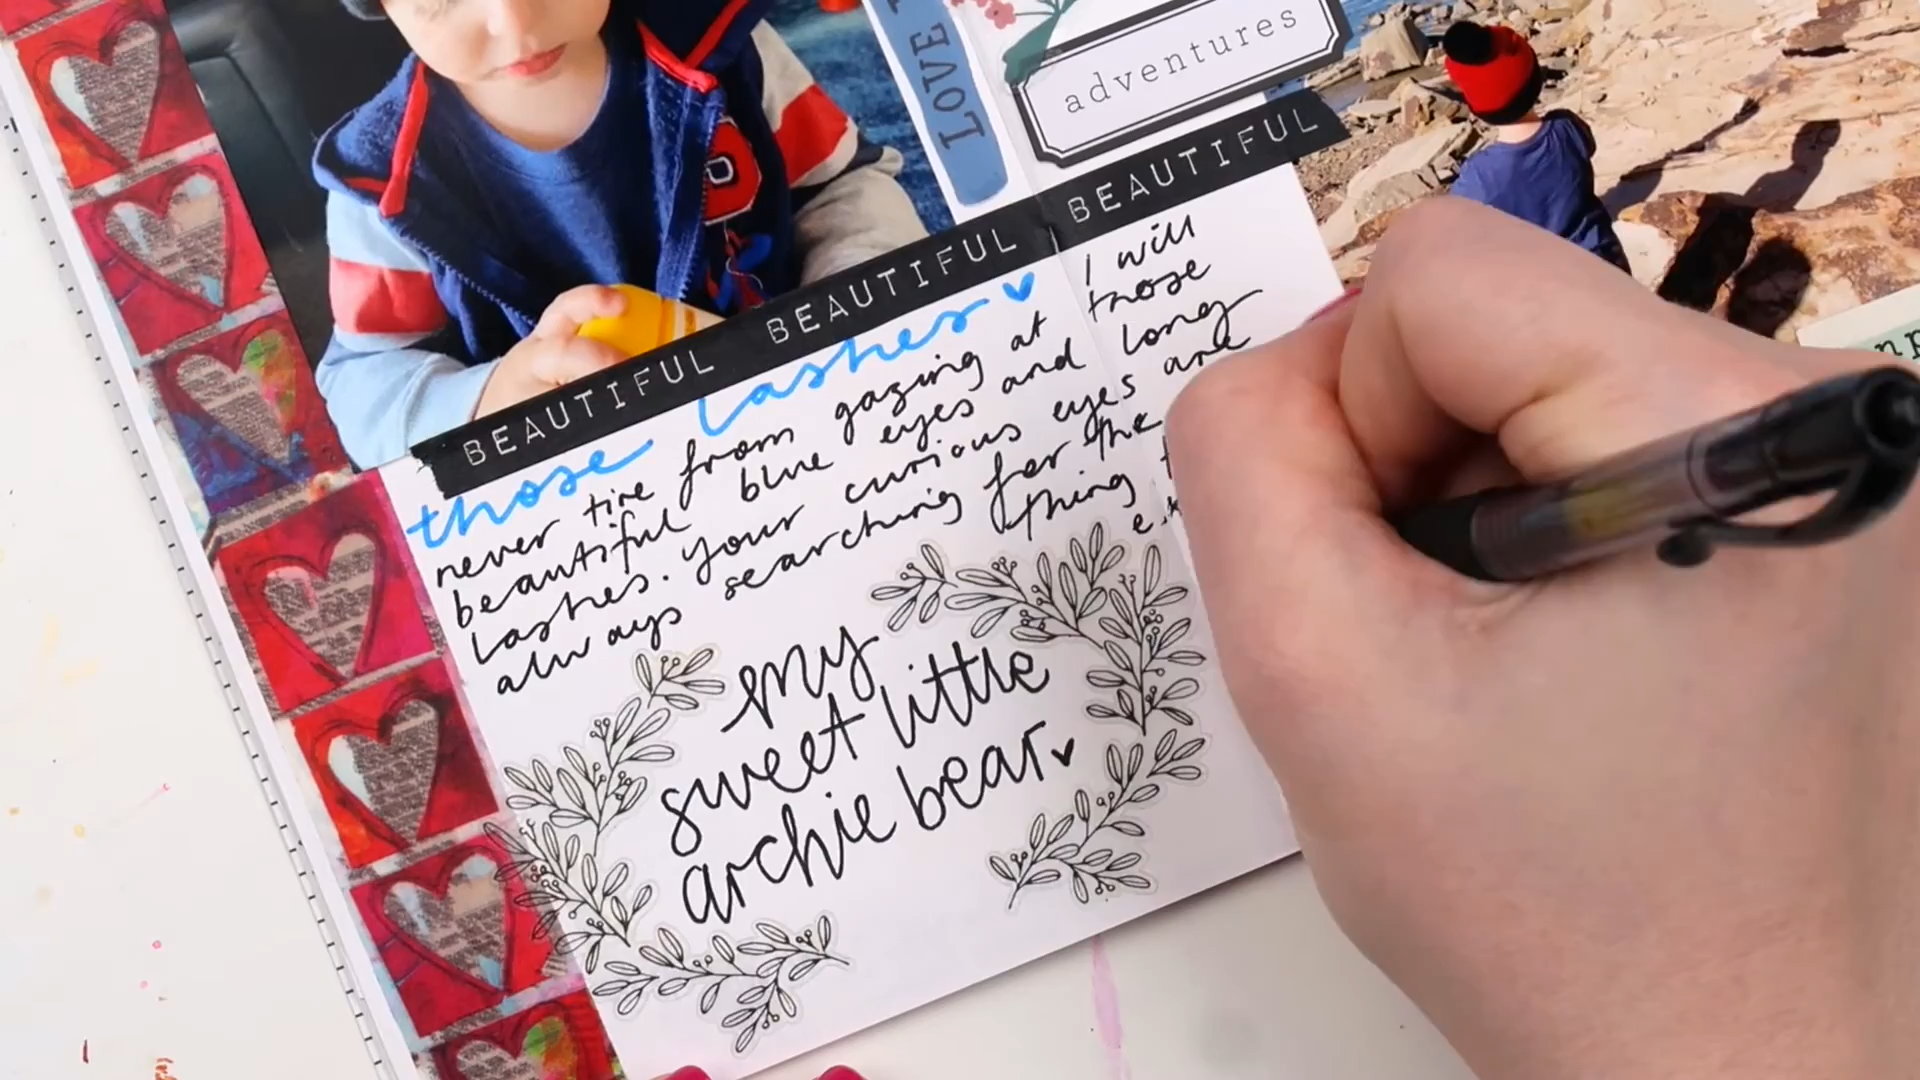 LOVE
adventures
BEAUTIFUL BEAUTIFUL BEAUTIFUL BEAUTIFUL
those lashes I will
never tire from gazing at those
beautiful blue eyes and long
lashes. your curious eyes are
always searching for the
thing
my
sweet little
archie bear